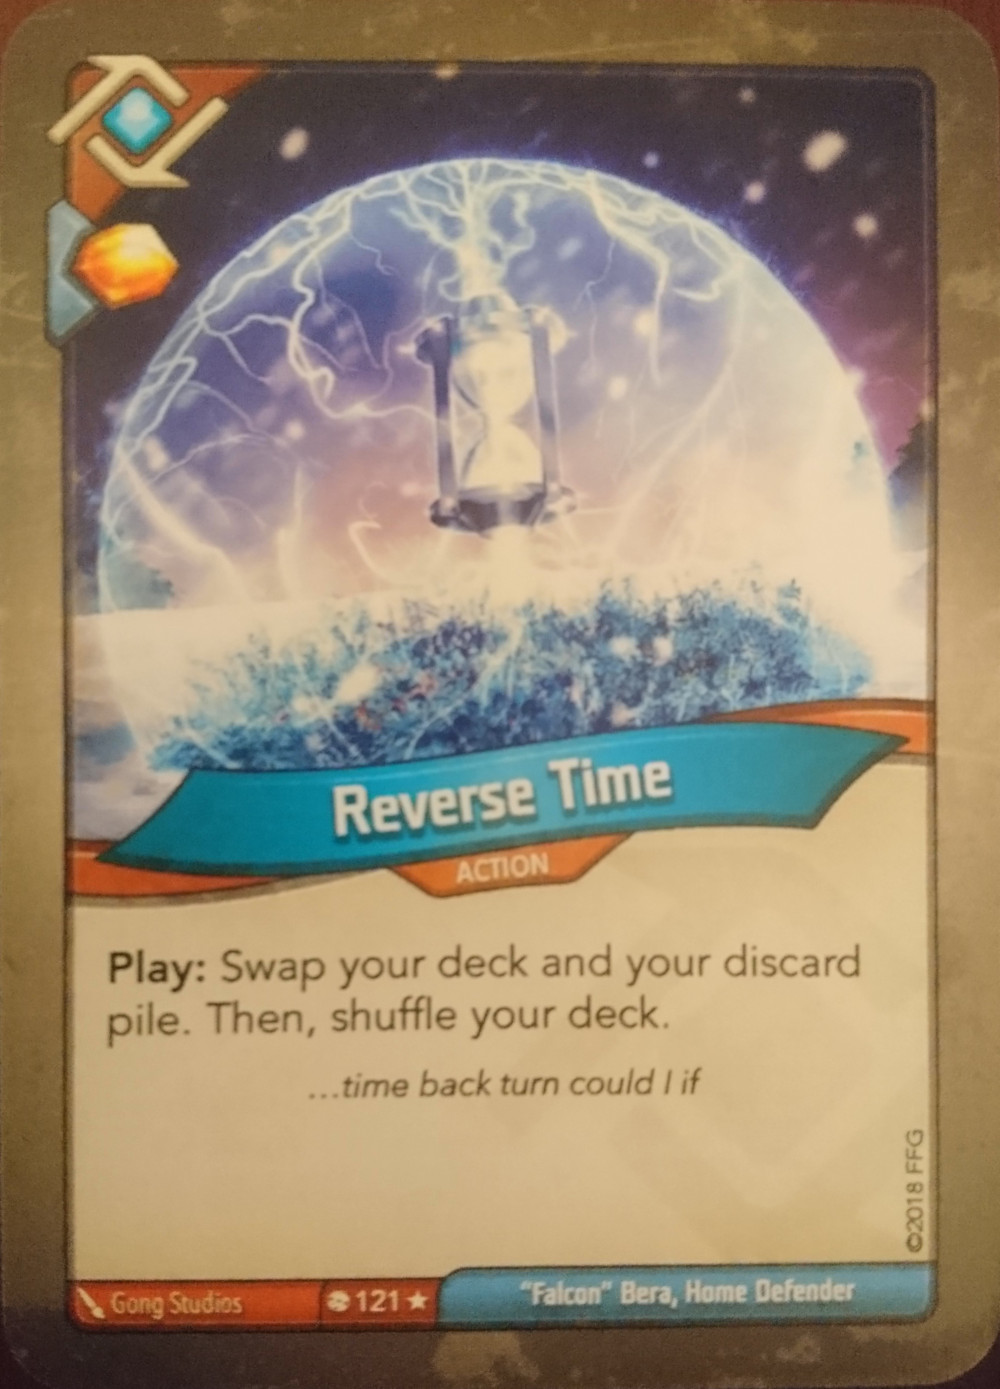 Reverse Time
ACTION
Play: Swap your deck and your discard
pile. Then, shuffle your deck.
...time back turn could I if
©2018 FFG
Gong Studios
121
"Falcon" Bera, Home Defender